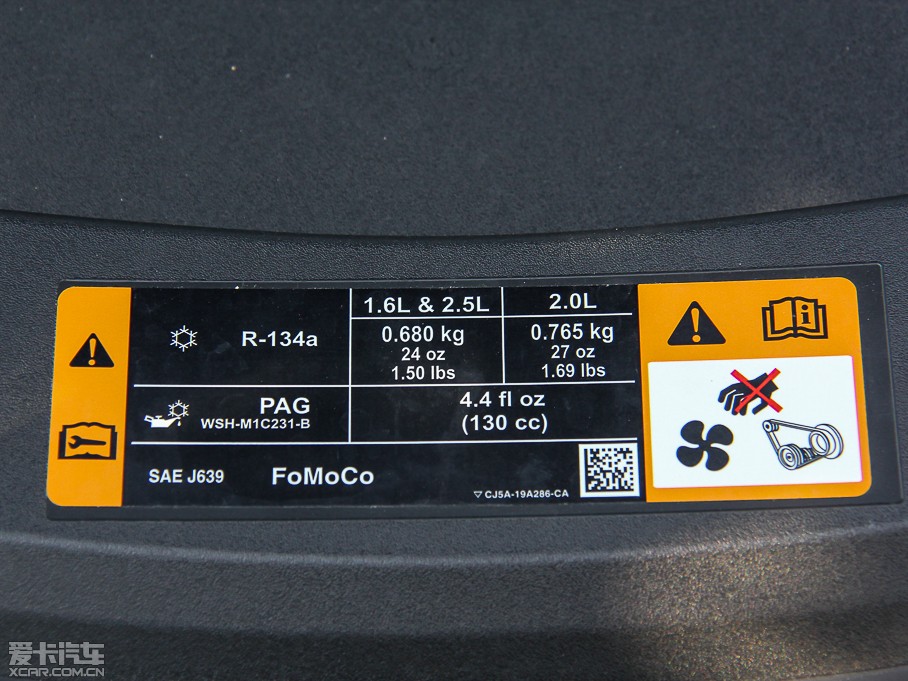 1.6L & 2.5L
2.0L
R-134a
0.680 kg
24 oz
1.50 lbs
0.765 kg
27 oz
1.69 lbs
PAG
WSH-M1C231-B
4.4 fl oz
(130 cc)
SAE J639
FoMoCo
▽ CJ5A-19A286-CA
爱卡汽车
XCAR.COM.CN